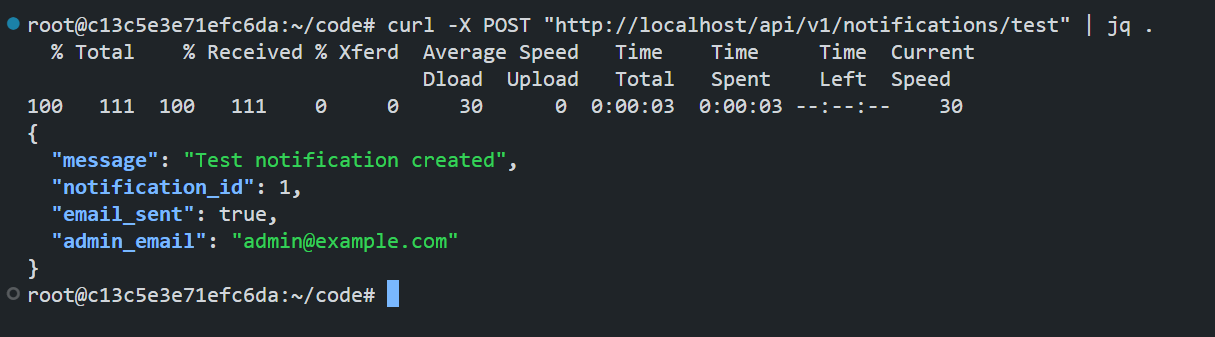 root@c13c5e3e71efc6da:~/code# curl -X POST "http://localhost/api/v1/notifications/test" | jq .
  % Total    % Received % Xferd  Average Speed   Time    Time     Time  Current
                                 Dload  Upload   Total   Spent    Left  Speed
100   111  100   111    0     0     30      0  0:00:03  0:00:03 --:--:--    30
{
  "message": "Test notification created",
  "notification_id": 1,
  "email_sent": true,
  "admin_email": "admin@example.com"
}
root@c13c5e3e71efc6da:~/code#